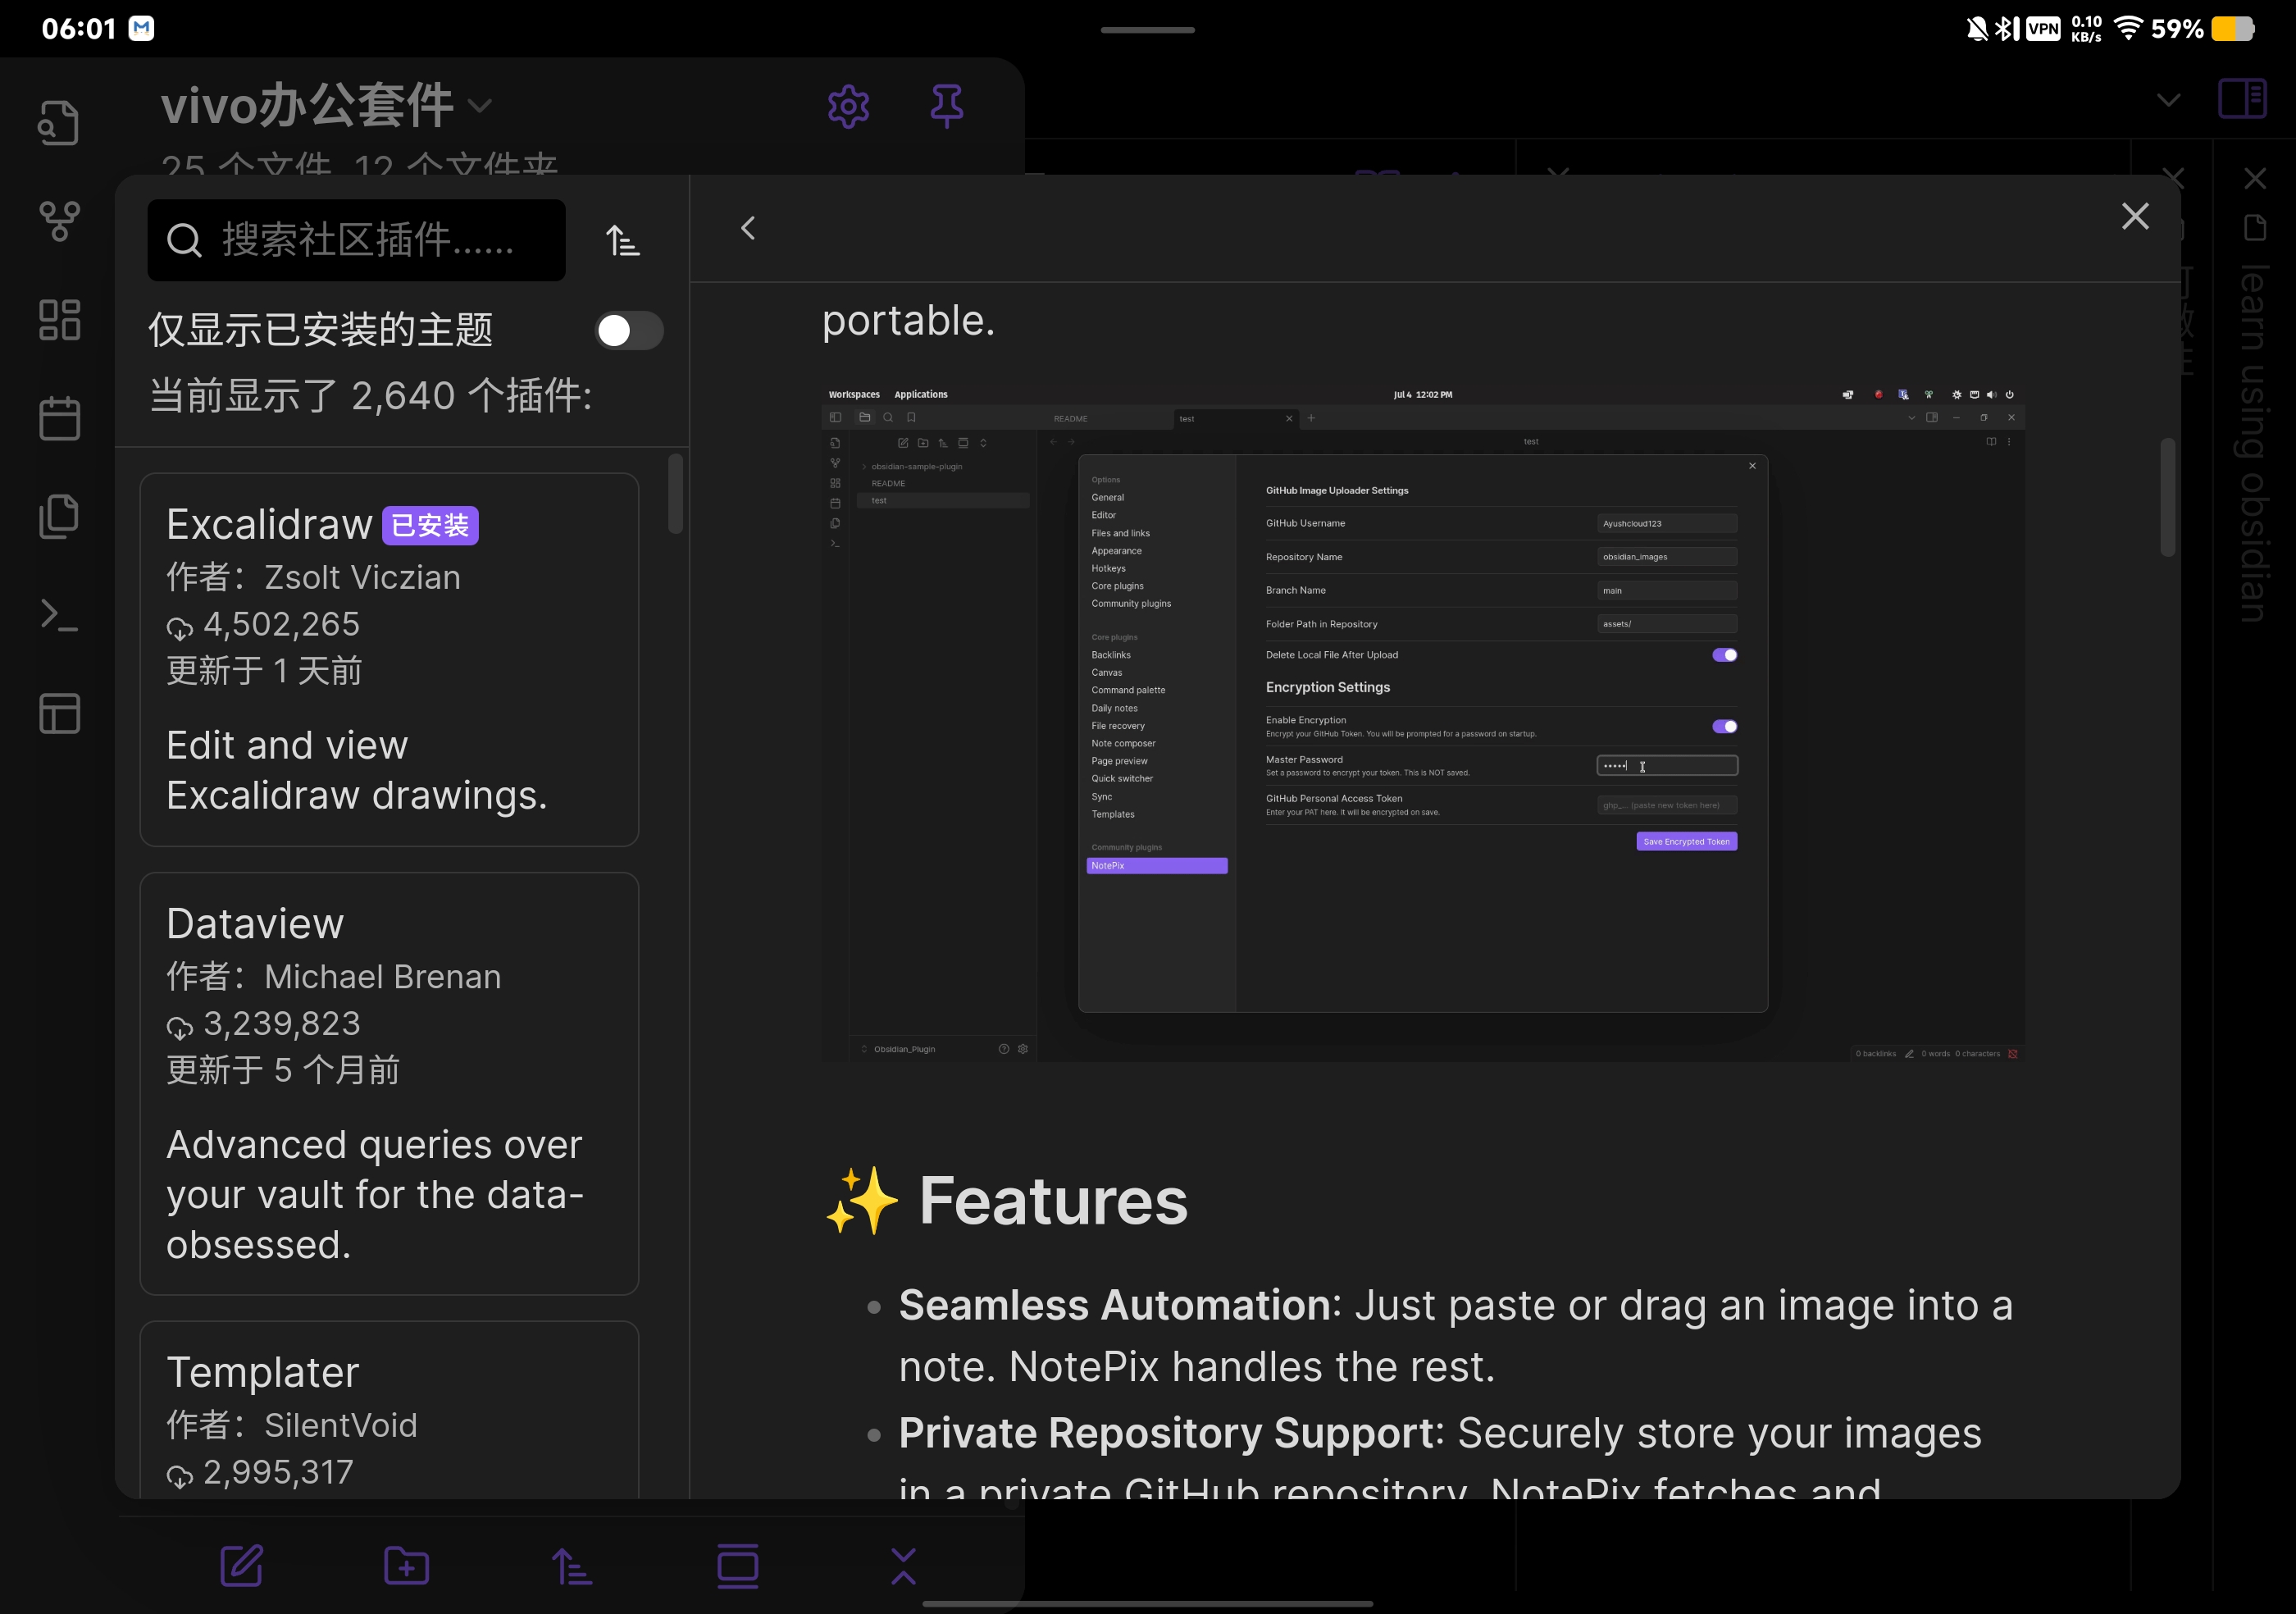 06:01
VPN
0.10
KB/s
59%
vivo办公套件
25 个文件, 12 个文件夹
搜索社区插件......
仅显示已安装的主题
当前显示了 2,640 个插件:
Excalidraw 已安装
作者：Zsolt Viczian
4,502,265
更新于 1 天前
Edit and view
Excalidraw drawings.
Dataview
作者：Michael Brenan
3,239,823
更新于 5 个月前
Advanced queries over
your vault for the data-
obsessed.
Templater
作者：SilentVoid
2,995,317
portable.
Workspaces Applications
Jul 4 12:02 PM
README
test
test
obsidian-sample-plugin
README
test
Options
General
Editor
Files and links
Appearance
Hotkeys
Core plugins
Community plugins
Core plugins
Backlinks
Canvas
Command palette
Daily notes
File recovery
Note composer
Page preview
Quick switcher
Sync
Templates
Community plugins
NotePix
GitHub Image Uploader Settings
GitHub Username
Ayushcloud123
Repository Name
obsidian_images
Branch Name
main
Folder Path in Repository
assets/
Delete Local File After Upload
Encryption Settings
Enable Encryption
Encrypt your GitHub Token. You will be prompted for a password on startup.
Master Password
Set a password to encrypt your token. This is NOT saved.
GitHub Personal Access Token
Enter your PAT here. It will be encrypted on save.
ghp_... (paste new token here)
Save Encrypted Token
Obsidian_Plugin
0 backlinks 0 words 0 characters
✨ Features
• Seamless Automation: Just paste or drag an image into a
note. NotePix handles the rest.
• Private Repository Support: Securely store your images
in a private GitHub repository. NotePix fetches and
learn using obsidian